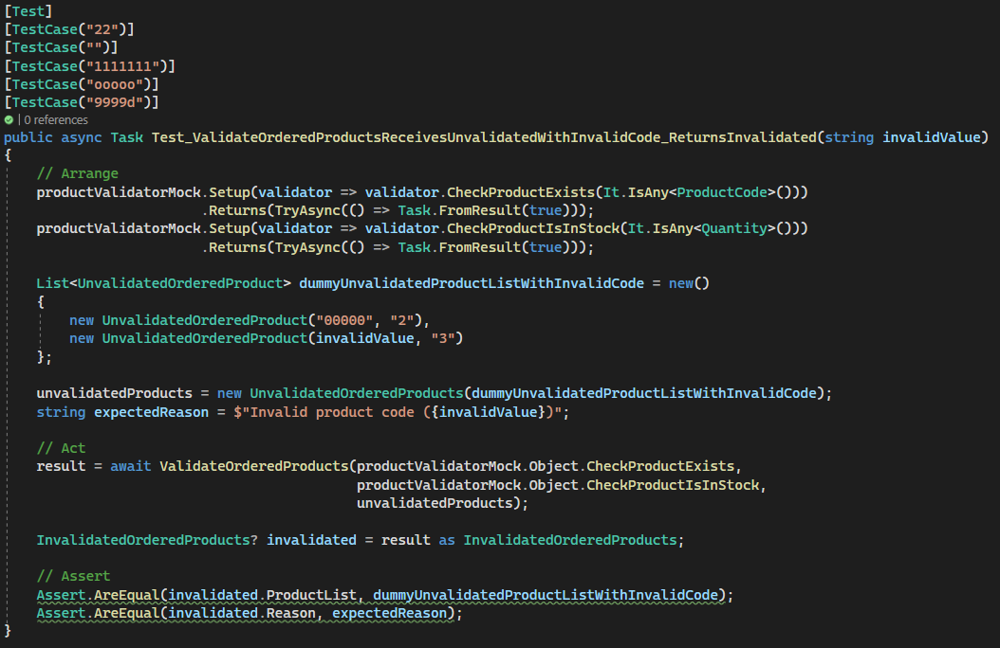 [Test]
[TestCase("22")]
[TestCase("")]
[TestCase("1111111")]
[TestCase("ooooo")]
[TestCase("9999d")]
| 0 references
public async Task Test_ValidateOrderedProductsReceivesUnvalidatedWithInvalidCode_ReturnsInvalidated(string invalidValue)
{
    // Arrange
    productValidatorMock.Setup(validator => validator.CheckProductExists(It.IsAny<ProductCode>()))
                        .Returns(TryAsync(() => Task.FromResult(true)));
    productValidatorMock.Setup(validator => validator.CheckProductIsInStock(It.IsAny<Quantity>()))
                        .Returns(TryAsync(() => Task.FromResult(true)));
    List<UnvalidatedOrderedProduct> dummyUnvalidatedProductListWithInvalidCode = new()
    {
        new UnvalidatedOrderedProduct("00000", "2"),
        new UnvalidatedOrderedProduct(invalidValue, "3")
    };
    unvalidatedProducts = new UnvalidatedOrderedProducts(dummyUnvalidatedProductListWithInvalidCode);
    string expectedReason = $"Invalid product code ({invalidValue})";
    // Act
    result = await ValidateOrderedProducts(productValidatorMock.Object.CheckProductExists,
                                           productValidatorMock.Object.CheckProductIsInStock,
                                           unvalidatedProducts);
    InvalidatedOrderedProducts? invalidated = result as InvalidatedOrderedProducts;
    // Assert
    Assert.AreEqual(invalidated.ProductList, dummyUnvalidatedProductListWithInvalidCode);
    Assert.AreEqual(invalidated.Reason, expectedReason);
}